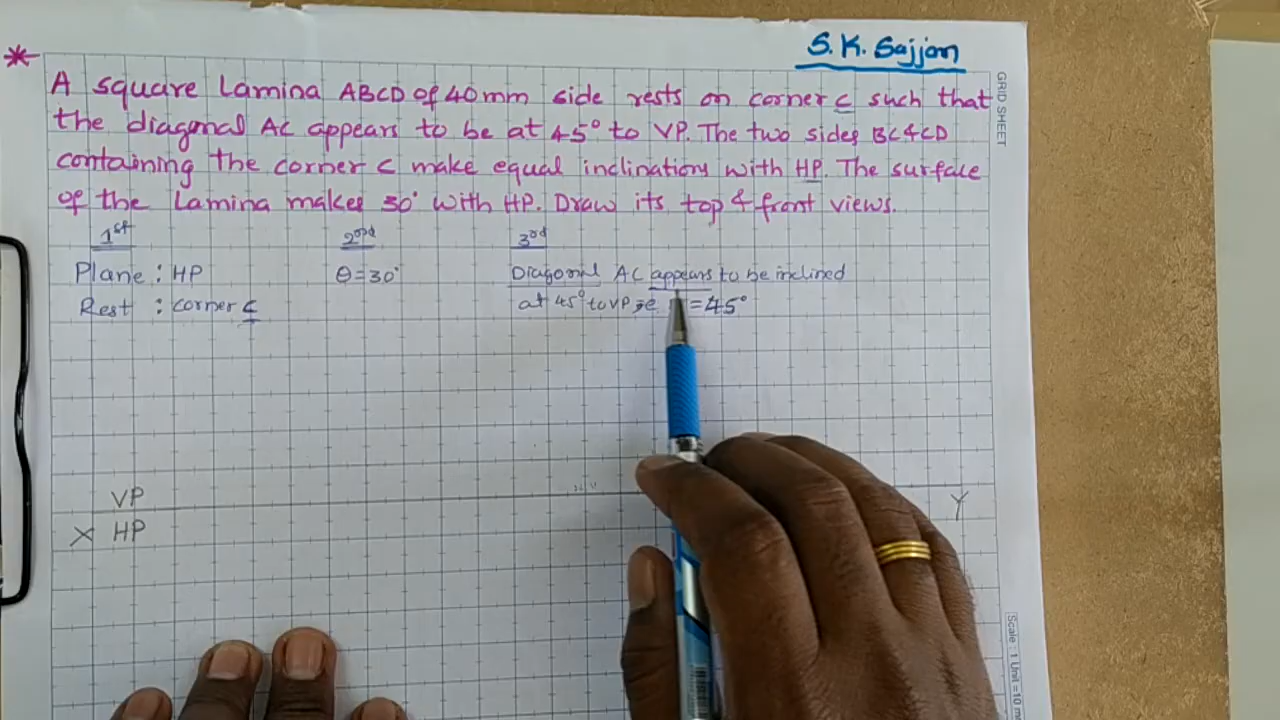 S. K. Sajjan
* A square Lamina ABCD of 40mm side rests on corner C such that
the diagonal AC appears to be at 45° to VP. The two sides BC & CD
containing the corner C make equal inclinations with HP. The surface
of the Lamina makes 30° with HP. Draw its top & front views.
1st 2nd 3rd
Plane : HP θ=30° Diagonal AC appears to be inclined
Rest : corner C at 45° to VP ie =45°
VP
X HP Y
GRID SHEET
Scale : 1 Unit = 10 m